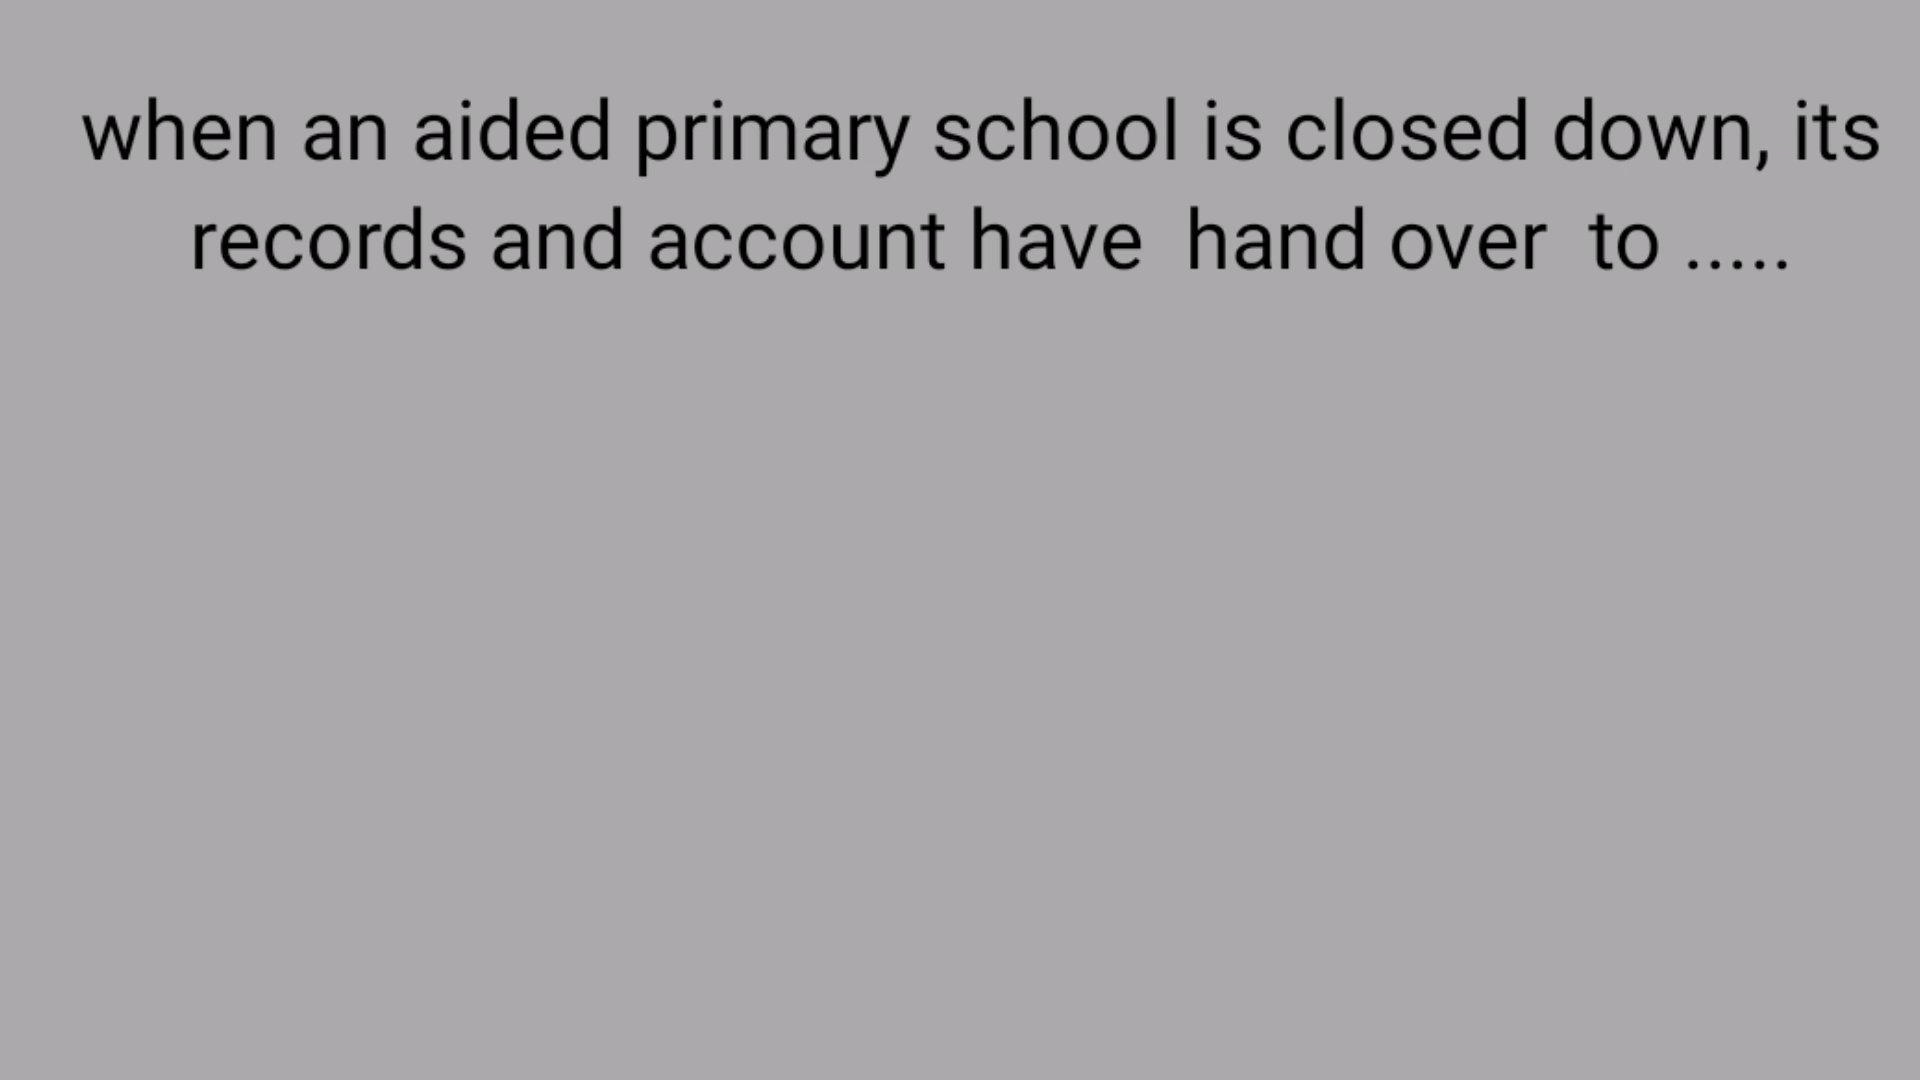 when an aided primary school is closed down, its
records and account have  hand over  to .....